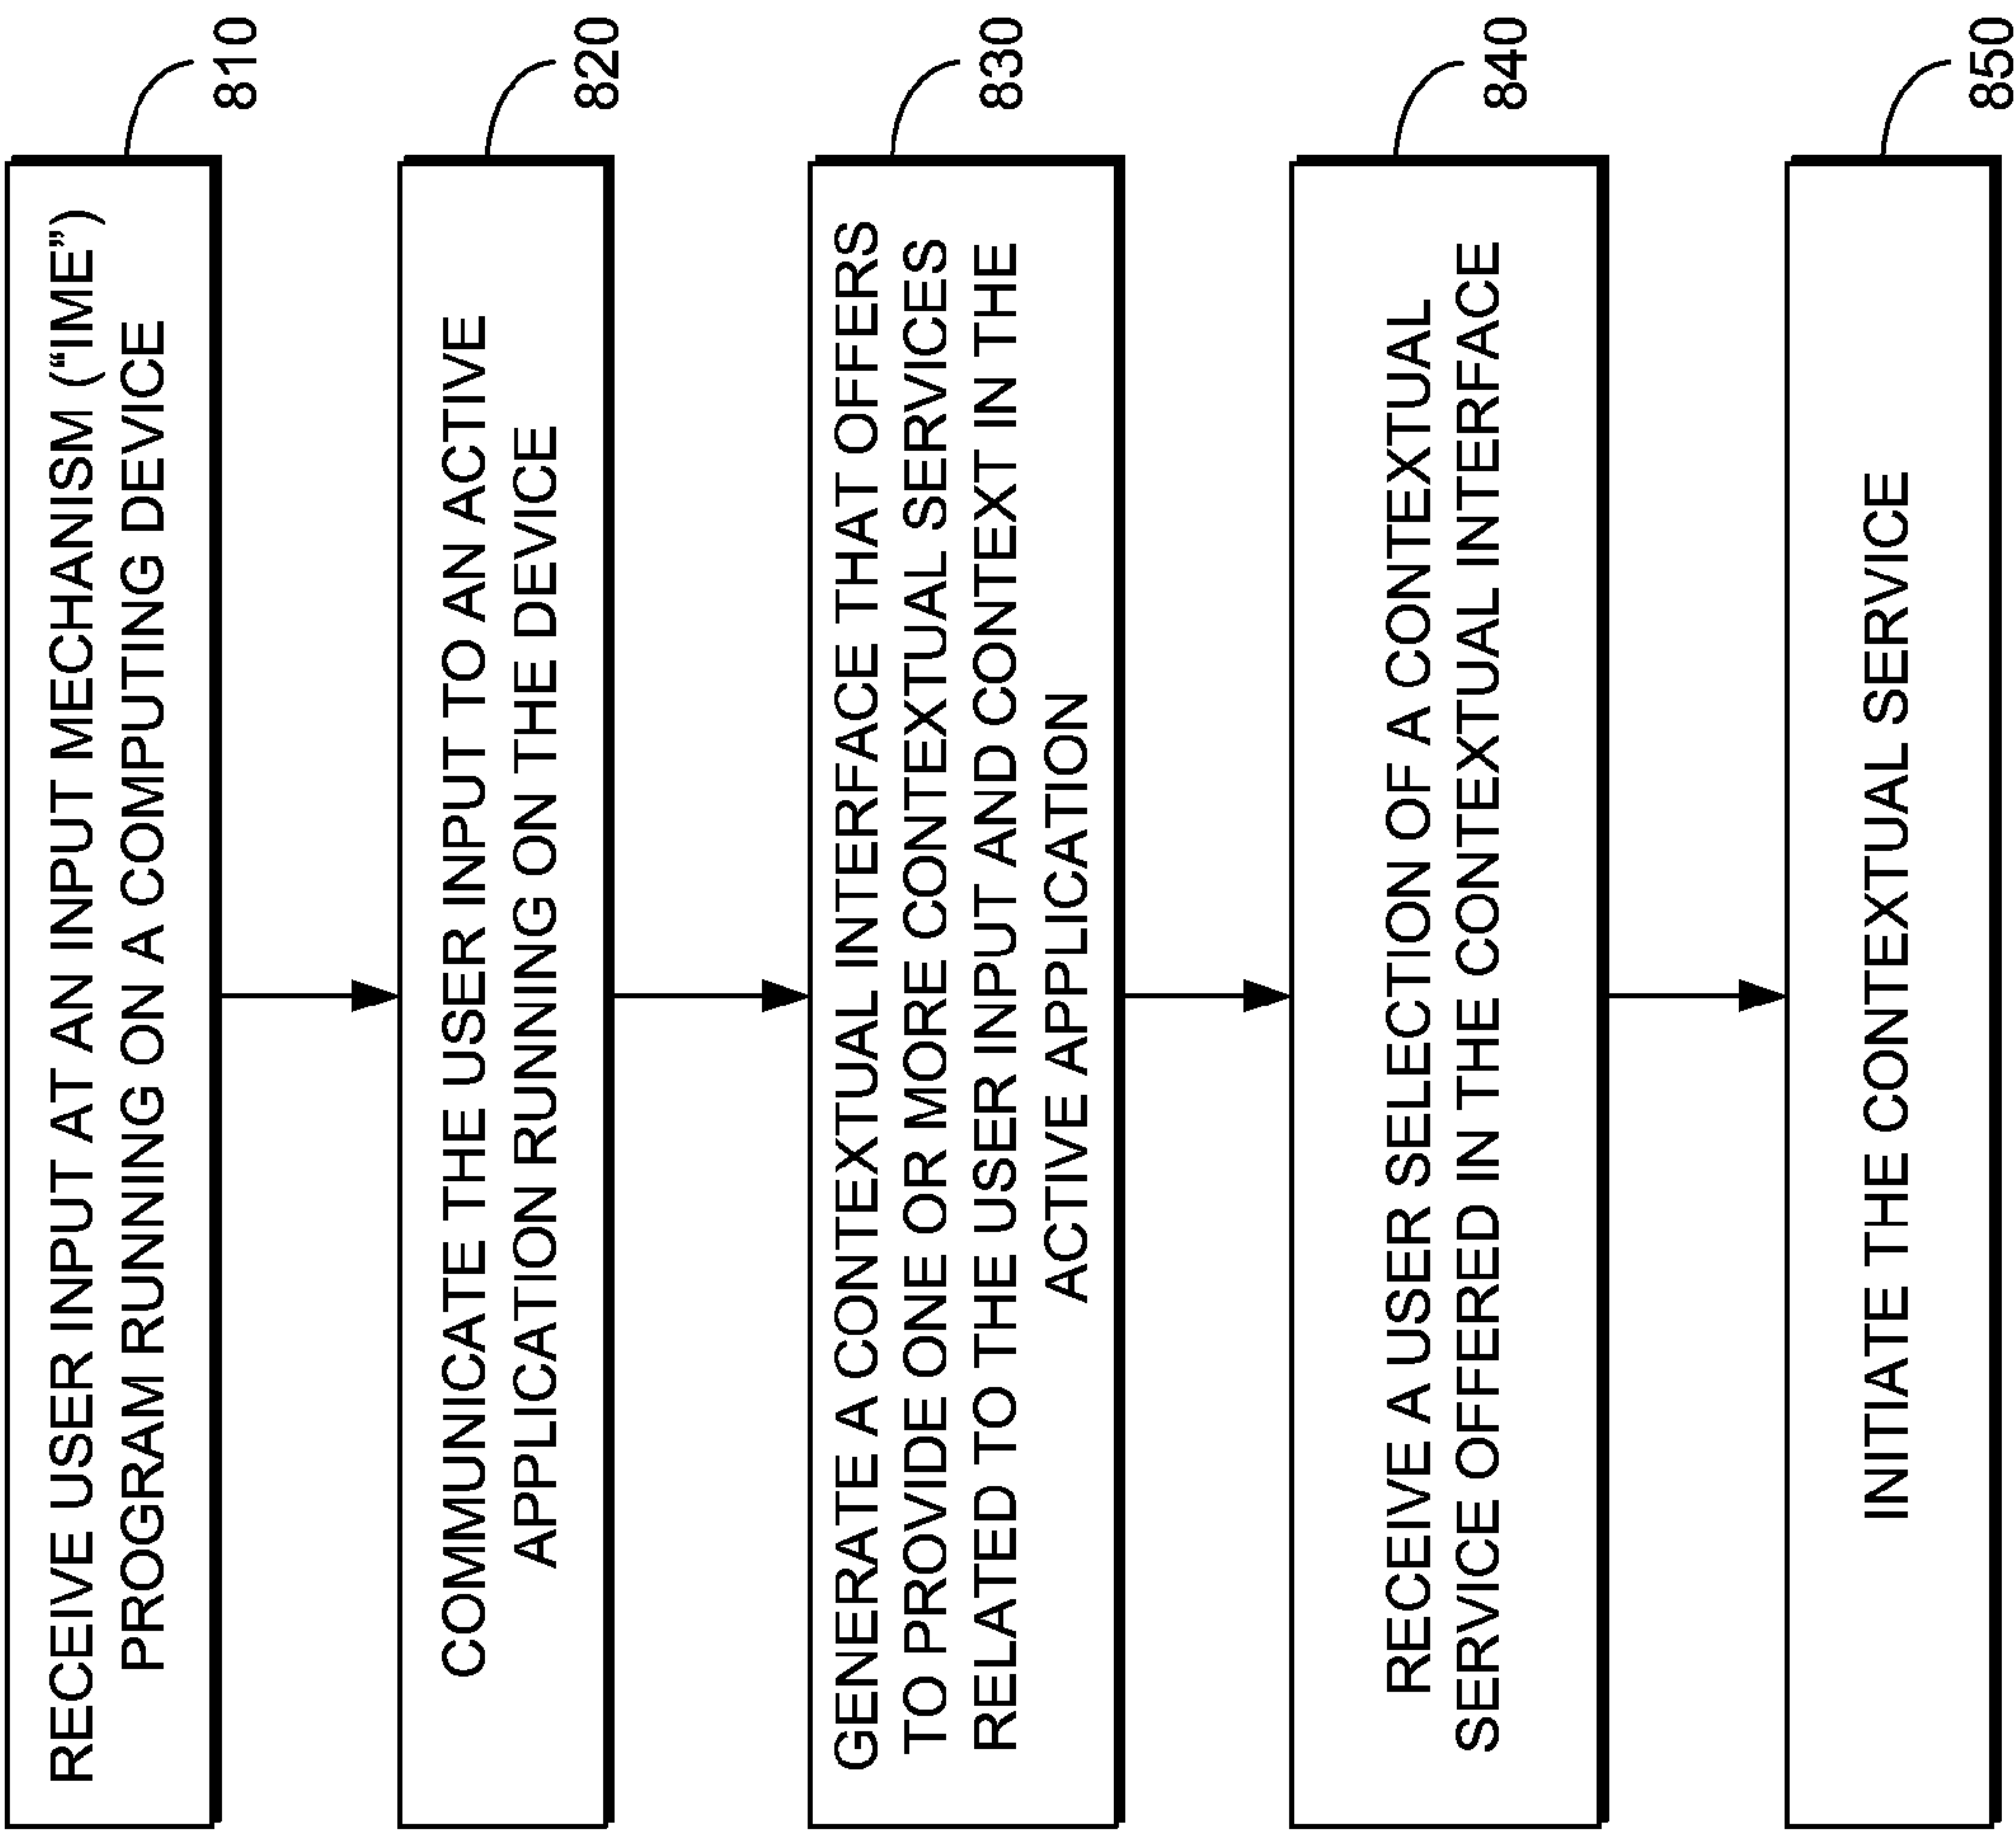 RECEIVE USER INPUT AT AN INPUT MECHANISM (“IME”)
PROGRAM RUNNING ON A COMPUTING DEVICE
810
COMMUNICATE THE USER INPUT TO AN ACTIVE
APPLICATION RUNNING ON THE DEVICE
820
GENERATE A CONTEXTUAL INTERFACE THAT OFFERS
TO PROVIDE ONE OR MORE CONTEXTUAL SERVICES
RELATED TO THE USER INPUT AND CONTEXT IN THE
ACTIVE APPLICATION
830
RECEIVE A USER SELECTION OF A CONTEXTUAL
SERVICE OFFERED IN THE CONTEXTUAL INTERFACE
840
INITIATE THE CONTEXTUAL SERVICE
850